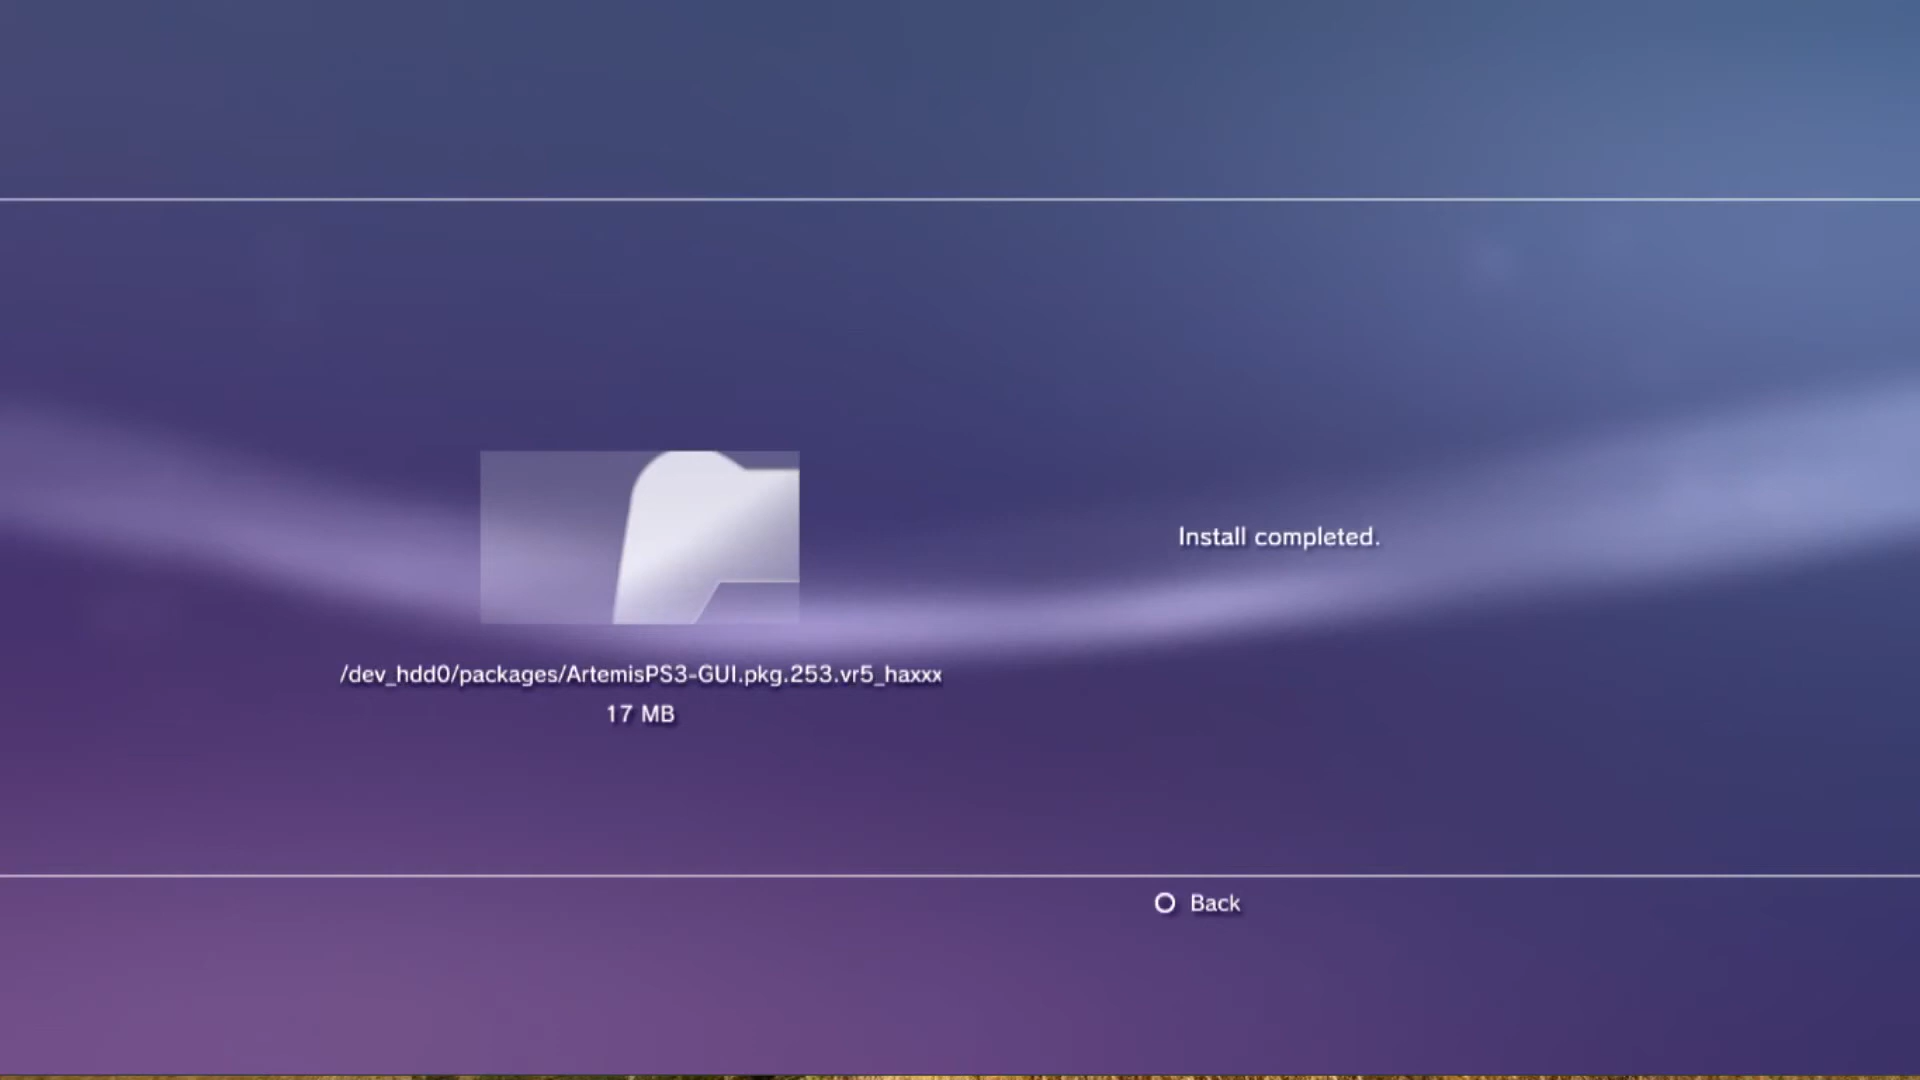 Install completed.
/dev_hdd0/packages/ArtemisPS3-GUI.pkg.253.vr5_haxxx
17 MB
Back